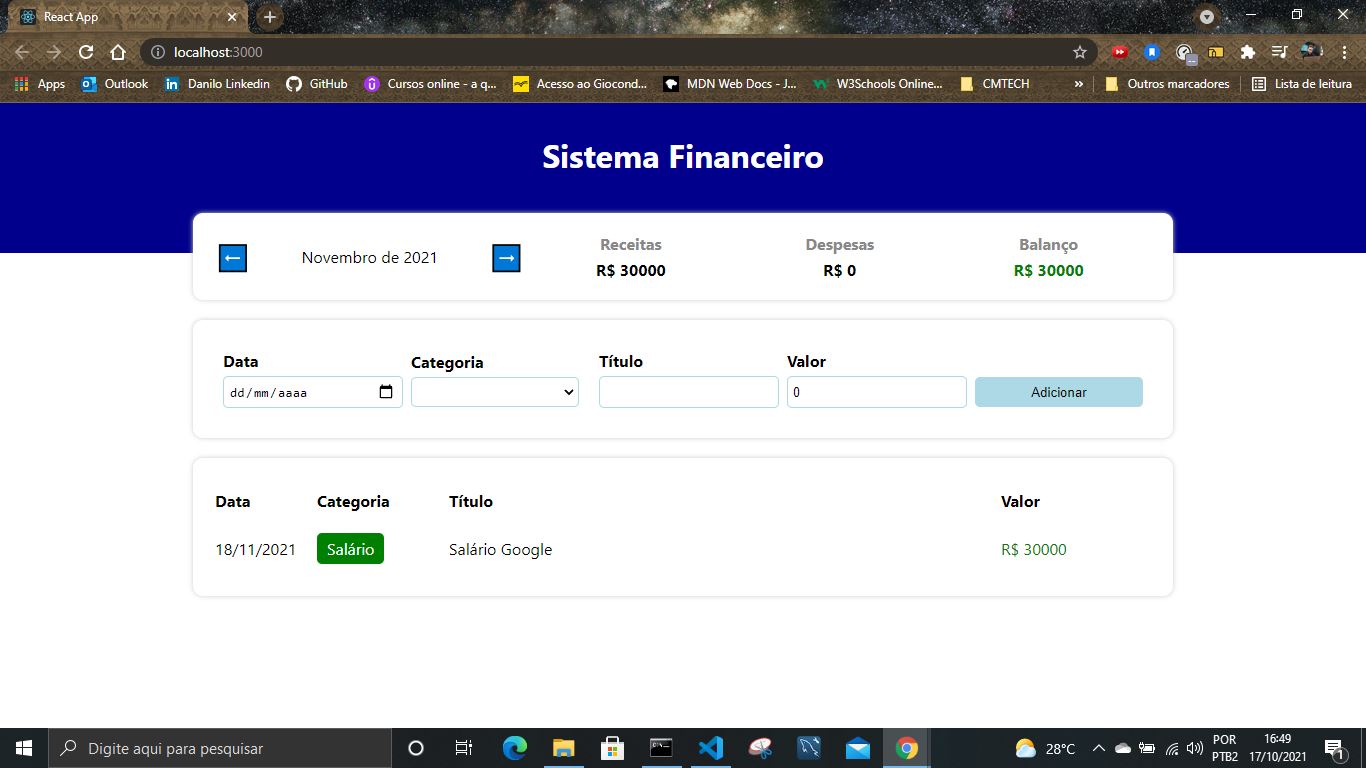 React App
localhost:3000
Apps Outlook Danilo Linkedin GitHub Cursos online - a q... Acesso ao Giocond... MDN Web Docs - J... W3Schools Online... CMTECH » Outros marcadores Lista de leitura
Sistema Financeiro
← Novembro de 2021 →
Receitas Despesas Balanço
R$ 30000 R$ 0 R$ 30000
Data Categoria Título Valor
dd/mm/aaaa 0 Adicionar
Data Categoria Título Valor
18/11/2021 Salário Salário Google R$ 30000
Digite aqui para pesquisar
28°C
POR
PTB2
16:49
17/10/2021
1